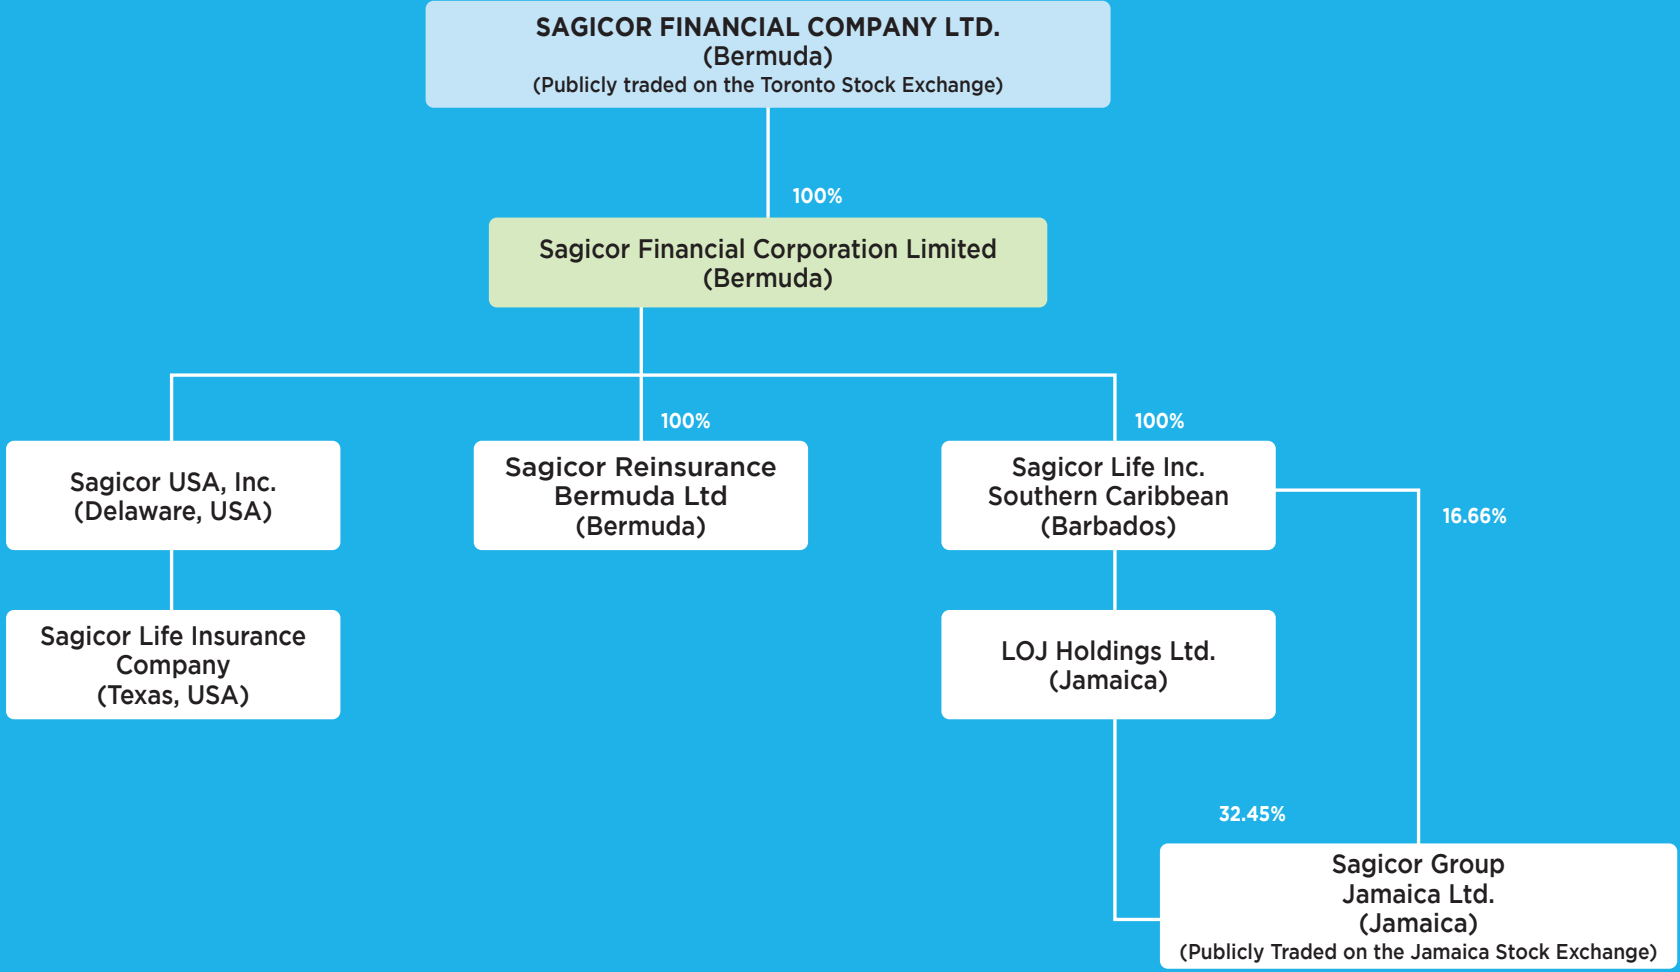 SAGICOR FINANCIAL COMPANY LTD.
(Bermuda)
(Publicly traded on the Toronto Stock Exchange)
100%
Sagicor Financial Corporation Limited
(Bermuda)
100%
100%
Sagicor USA, Inc.
(Delaware, USA)
Sagicor Reinsurance
Bermuda Ltd
(Bermuda)
Sagicor Life Inc.
Southern Caribbean
(Barbados)
16.66%
Sagicor Life Insurance
Company
(Texas, USA)
LOJ Holdings Ltd.
(Jamaica)
32.45%
Sagicor Group
Jamaica Ltd.
(Jamaica)
(Publicly Traded on the Jamaica Stock Exchange)